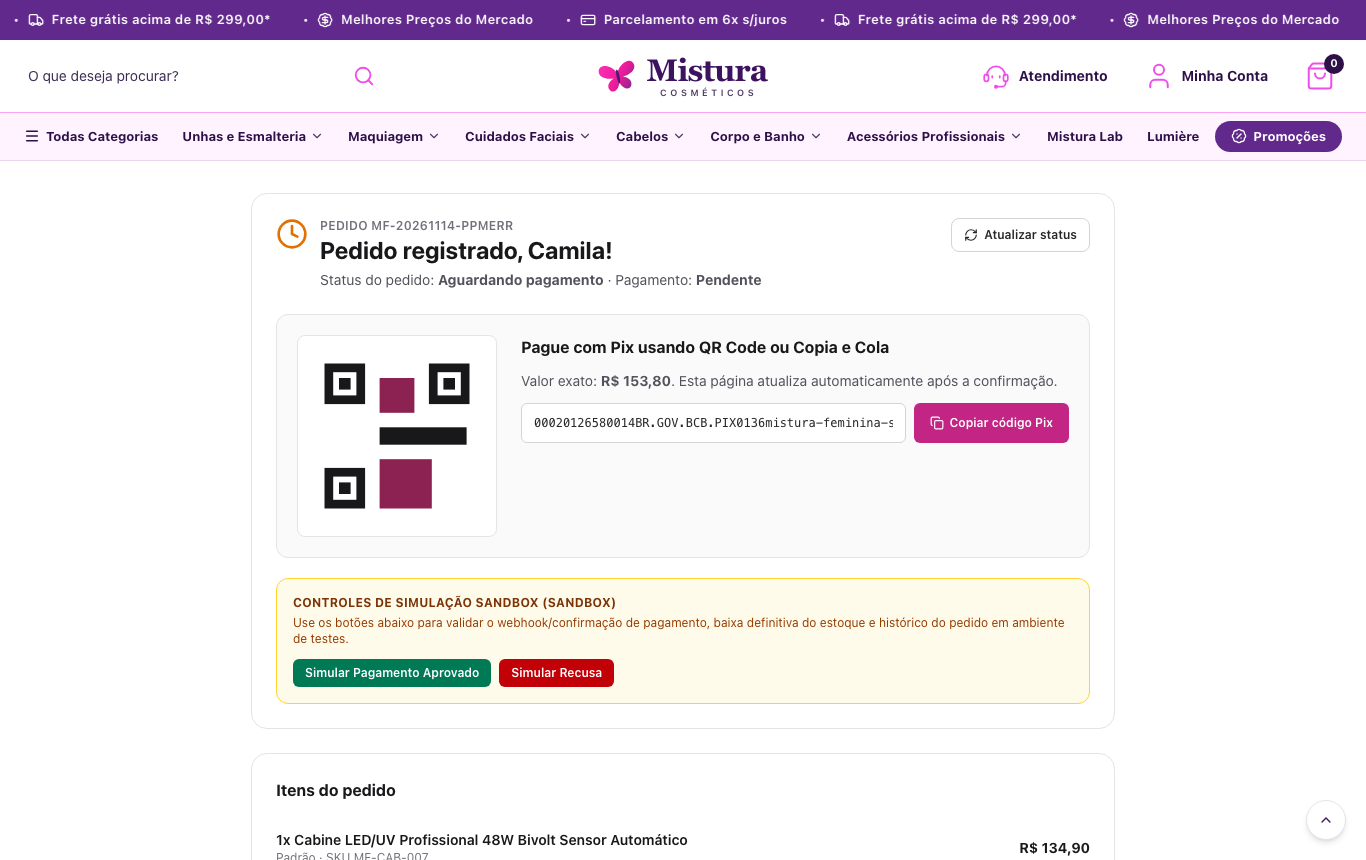 • Frete grátis acima de R$ 299,00* • Melhores Preços do Mercado • Parcelamento em 6x s/juros • Frete grátis acima de R$ 299,00* • Melhores Preços do Mercado
O que deseja procurar?
Mistura
COSMÉTICOS
Atendimento
Minha Conta
0
Todas Categorias Unhas e Esmalteria Maquiagem Cuidados Faciais Cabelos Corpo e Banho Acessórios Profissionais Mistura Lab Lumière Promoções
PEDIDO MF-20261114-PPMERR
Pedido registrado, Camila!
Status do pedido: Aguardando pagamento · Pagamento: Pendente
Atualizar status
Pague com Pix usando QR Code ou Copia e Cola
Valor exato: R$ 153,80. Esta página atualiza automaticamente após a confirmação.
00020126580014BR.GOV.BCB.PIX0136mistura-feminina-s
Copiar código Pix
CONTROLES DE SIMULAÇÃO SANDBOX (SANDBOX)
Use os botões abaixo para validar o webhook/confirmação de pagamento, baixa definitiva do estoque e histórico do pedido em ambiente
de testes.
Simular Pagamento Aprovado
Simular Recusa
Itens do pedido
1x Cabine LED/UV Profissional 48W Bivolt Sensor Automático
Padrão · SKU MF-CAB-007
R$ 134,90